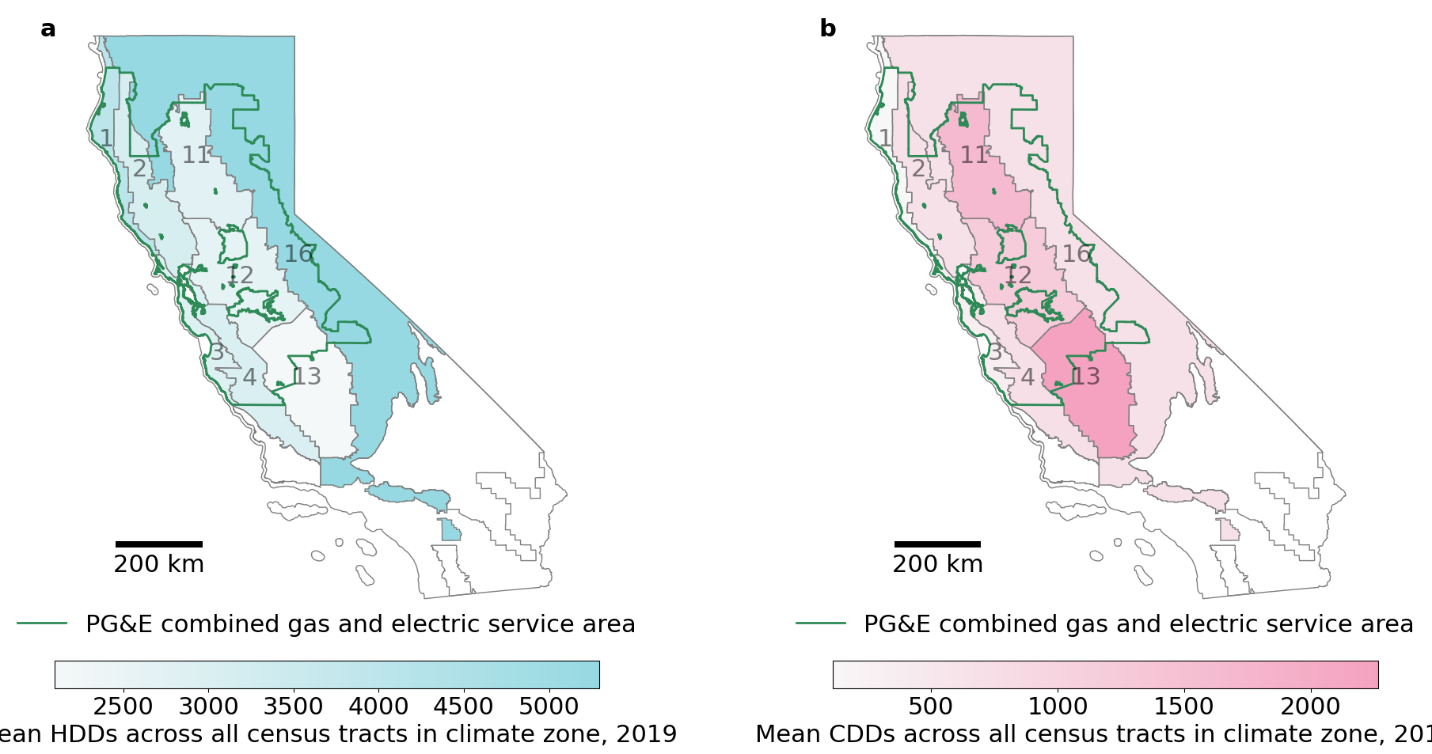 a
1
2
11
16
12
3
4
13
200 km
PG&E combined gas and electric service area
2500 3000 3500 4000 4500 5000
HDDs across all census tracts in climate zone, 2019
b
1
2
11
16
12
3
4
13
200 km
PG&E combined gas and electric service area
500 1000 1500 2000
Mean CDDs across all census tracts in climate zone,